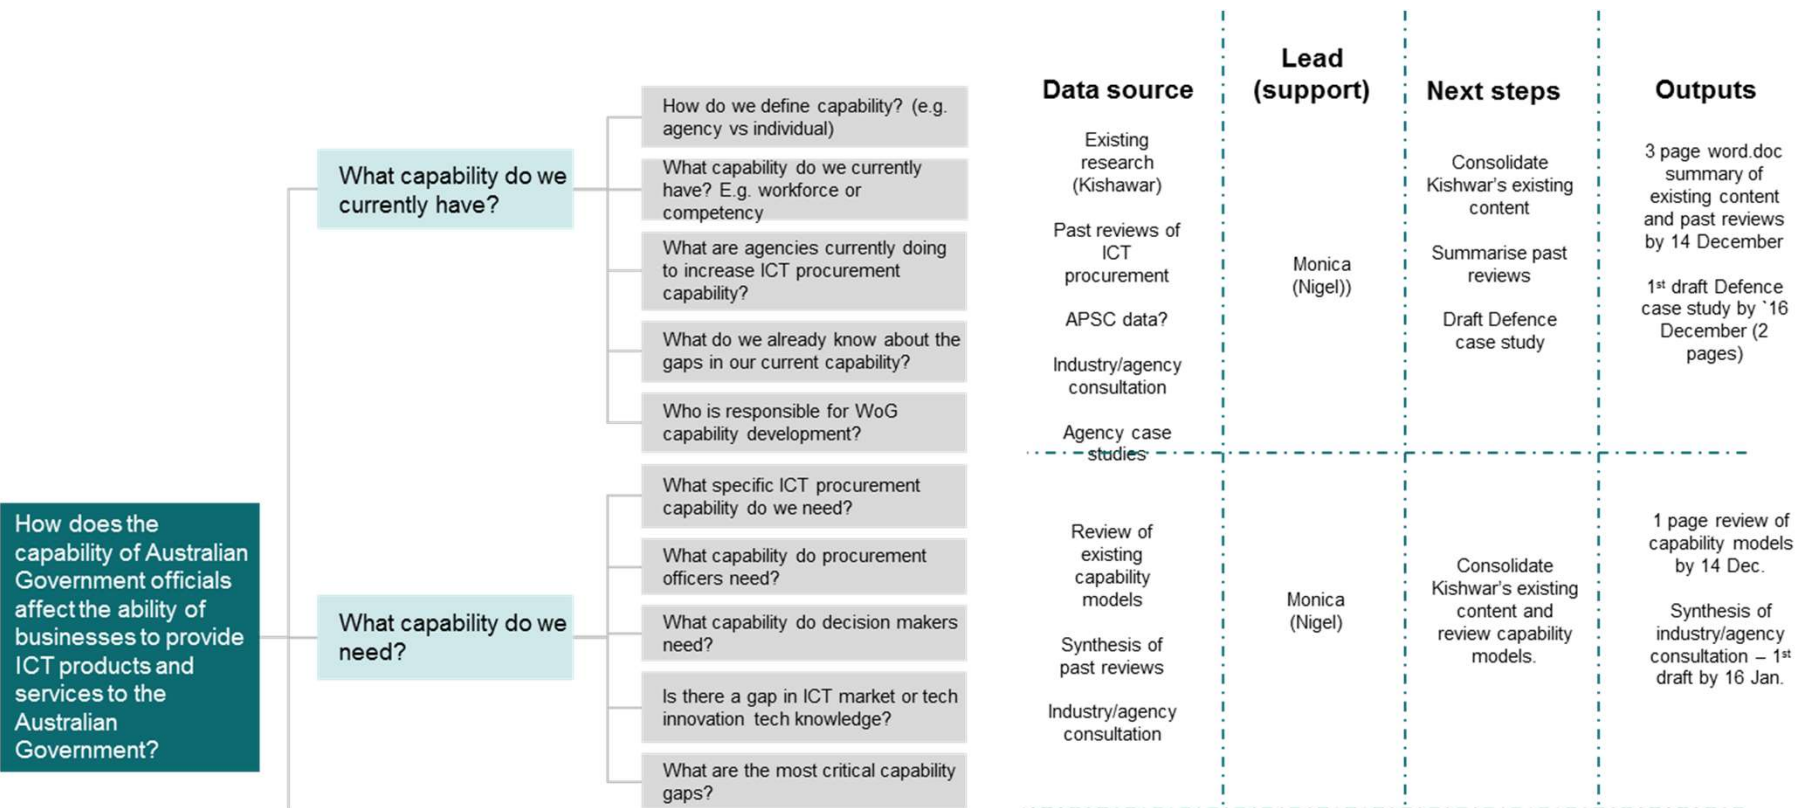 How does the
capability of Australian
Government officials
affect the ability of
businesses to provide
ICT products and
services to the
Australian
Government?
What capability do we
currently have?
How do we define capability? (e.g.
agency vs individual)
What capability do we currently
have? E.g. workforce or
competency
What are agencies currently doing
to increase ICT procurement
capability?
What do we already know about the
gaps in our current capability?
Who is responsible for WoG
capability development?
What capability do we
need?
What specific ICT procurement
capability do we need?
What capability do procurement
officers need?
What capability do decision makers
need?
Is there a gap in ICT market or tech
innovation tech knowledge?
What are the most critical capability
gaps?
Data source
Lead
(support)
Next steps
Outputs
Existing
research
(Kishawar)
Past reviews of
ICT
procurement
APSC data?
Industry/agency
consultation
Agency case
studies
Monica
(Nigel))
Consolidate
Kishwar's existing
content
Summarise past
reviews
Draft Defence
case study
3 page word.doc
summary of
existing content
and past reviews
by 14 December
1st draft Defence
case study by `16
December (2
pages)
Review of
existing
capability
models
Synthesis of
past reviews
Industry/agency
consultation
Monica
(Nigel)
Consolidate
Kishwar's existing
content and
review capability
models.
1 page review of
capability models
by 14 Dec.
Synthesis of
industry/agency
consultation – 1st
draft by 16 Jan.